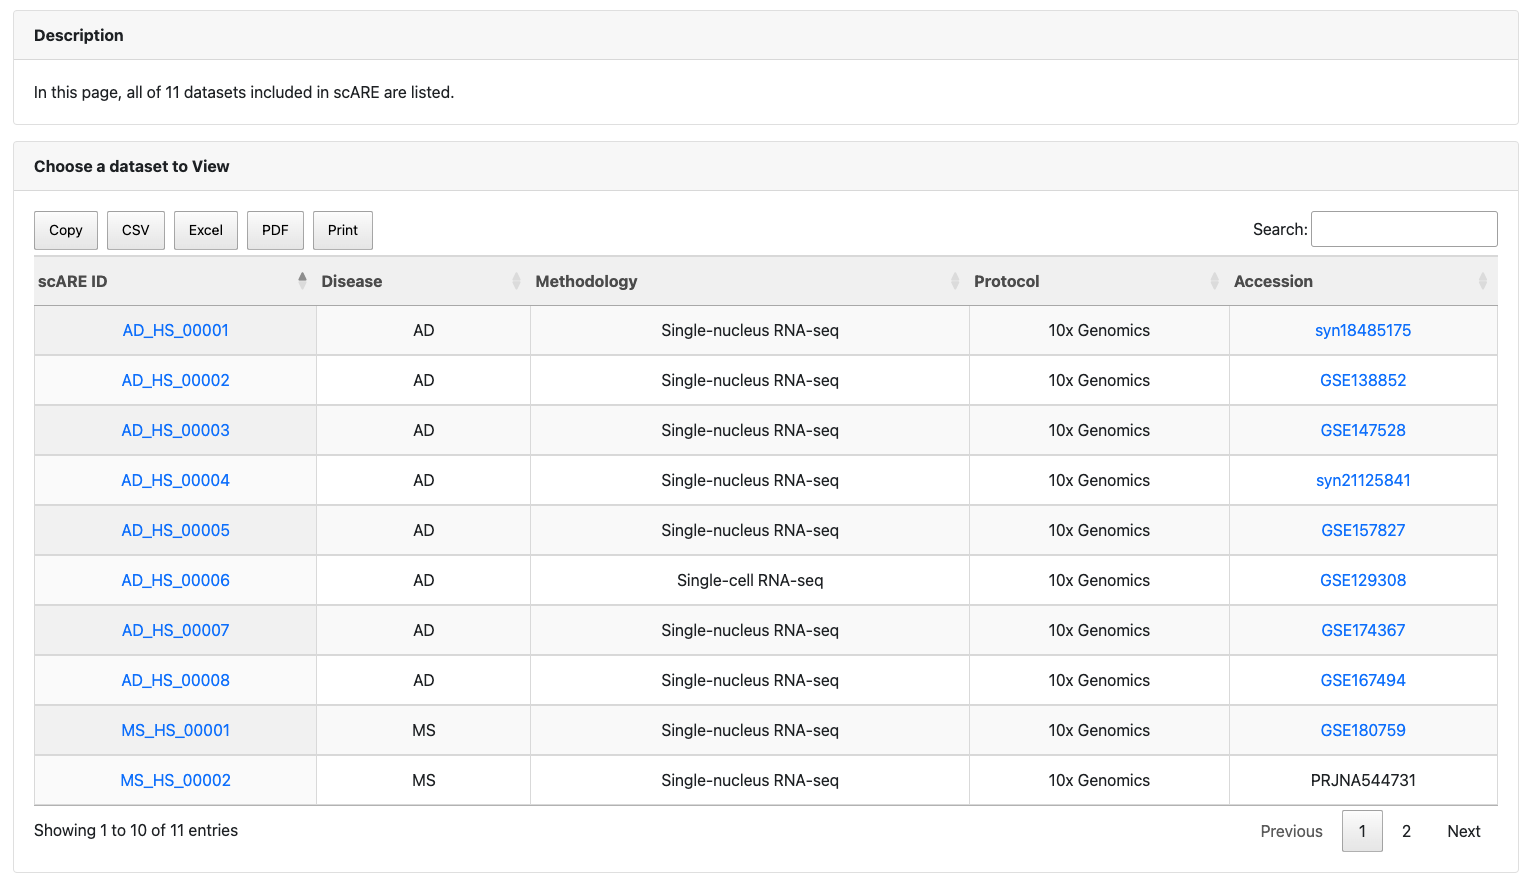 Description
In this page, all of 11 datasets included in scARE are listed.
Choose a dataset to View
Copy CSV Excel PDF Print Search:
scARE ID Disease Methodology Protocol Accession
AD_HS_00001 AD Single-nucleus RNA-seq 10x Genomics syn18485175
AD_HS_00002 AD Single-nucleus RNA-seq 10x Genomics GSE138852
AD_HS_00003 AD Single-nucleus RNA-seq 10x Genomics GSE147528
AD_HS_00004 AD Single-nucleus RNA-seq 10x Genomics syn21125841
AD_HS_00005 AD Single-nucleus RNA-seq 10x Genomics GSE157827
AD_HS_00006 AD Single-cell RNA-seq 10x Genomics GSE129308
AD_HS_00007 AD Single-nucleus RNA-seq 10x Genomics GSE174367
AD_HS_00008 AD Single-nucleus RNA-seq 10x Genomics GSE167494
MS_HS_00001 MS Single-nucleus RNA-seq 10x Genomics GSE180759
MS_HS_00002 MS Single-nucleus RNA-seq 10x Genomics PRJNA544731
Showing 1 to 10 of 11 entries Previous 1 2 Next